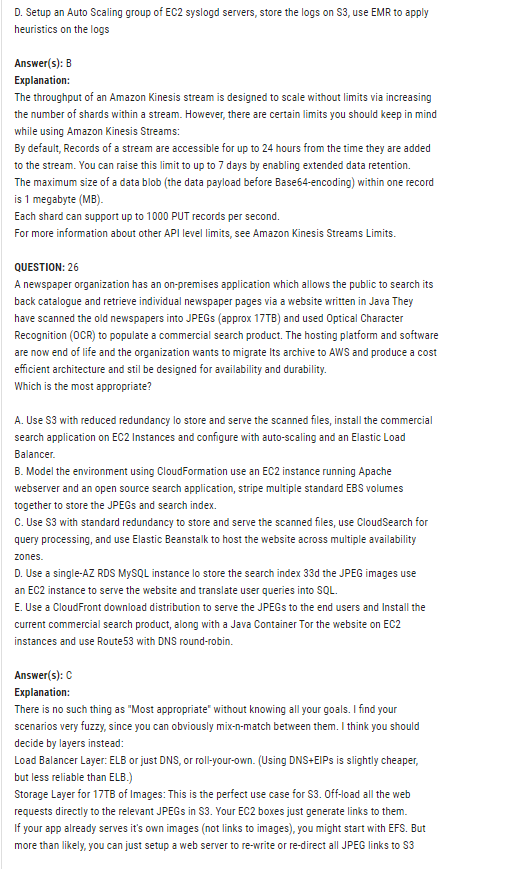 D. Setup an Auto Scaling group of EC2 syslogd servers, store the logs on S3, use EMR to apply
heuristics on the logs
Answer(s): B
Explanation:
The throughput of an Amazon Kinesis stream is designed to scale without limits via increasing
the number of shards within a stream. However, there are certain limits you should keep in mind
while using Amazon Kinesis Streams:
By default, Records of a stream are accessible for up to 24 hours from the time they are added
to the stream. You can raise this limit to up to 7 days by enabling extended data retention.
The maximum size of a data blob (the data payload before Base64-encoding) within one record
is 1 megabyte (MB).
Each shard can support up to 1000 PUT records per second.
For more information about other API level limits, see Amazon Kinesis Streams Limits.
QUESTION: 26
A newspaper organization has an on-premises application which allows the public to search its
back catalogue and retrieve individual newspaper pages via a website written in Java They
have scanned the old newspapers into JPEGs (approx 17TB) and used Optical Character
Recognition (OCR) to populate a commercial search product. The hosting platform and software
are now end of life and the organization wants to migrate Its archive to AWS and produce a cost
efficient architecture and stil be designed for availability and durability.
Which is the most appropriate?
A. Use S3 with reduced redundancy lo store and serve the scanned files, install the commercial
search application on EC2 Instances and configure with auto-scaling and an Elastic Load
Balancer.
B. Model the environment using CloudFormation use an EC2 instance running Apache
webserver and an open source search application, stripe multiple standard EBS volumes
together to store the JPEGs and search index.
C. Use S3 with standard redundancy to store and serve the scanned files, use CloudSearch for
query processing, and use Elastic Beanstalk to host the website across multiple availability
zones.
D. Use a single-AZ RDS MySQL instance lo store the search index 33d the JPEG images use
an EC2 instance to serve the website and translate user queries into SQL.
E. Use a CloudFront download distribution to serve the JPEGs to the end users and Install the
current commercial search product, along with a Java Container Tor the website on EC2
instances and use Route53 with DNS round-robin.
Answer(s): C
Explanation:
There is no such thing as "Most appropriate" without knowing all your goals. I find your
scenarios very fuzzy, since you can obviously mix-n-match between them. I think you should
decide by layers instead:
Load Balancer Layer: ELB or just DNS, or roll-your-own. (Using DNS+EIPs is slightly cheaper,
but less reliable than ELB.)
Storage Layer for 17TB of Images: This is the perfect use case for S3. Off-load all the web
requests directly to the relevant JPEGs in S3. Your EC2 boxes just generate links to them.
If your app already serves it's own images (not links to images), you might start with EFS. But
more than likely, you can just setup a web server to re-write or re-direct all JPEG links to S3